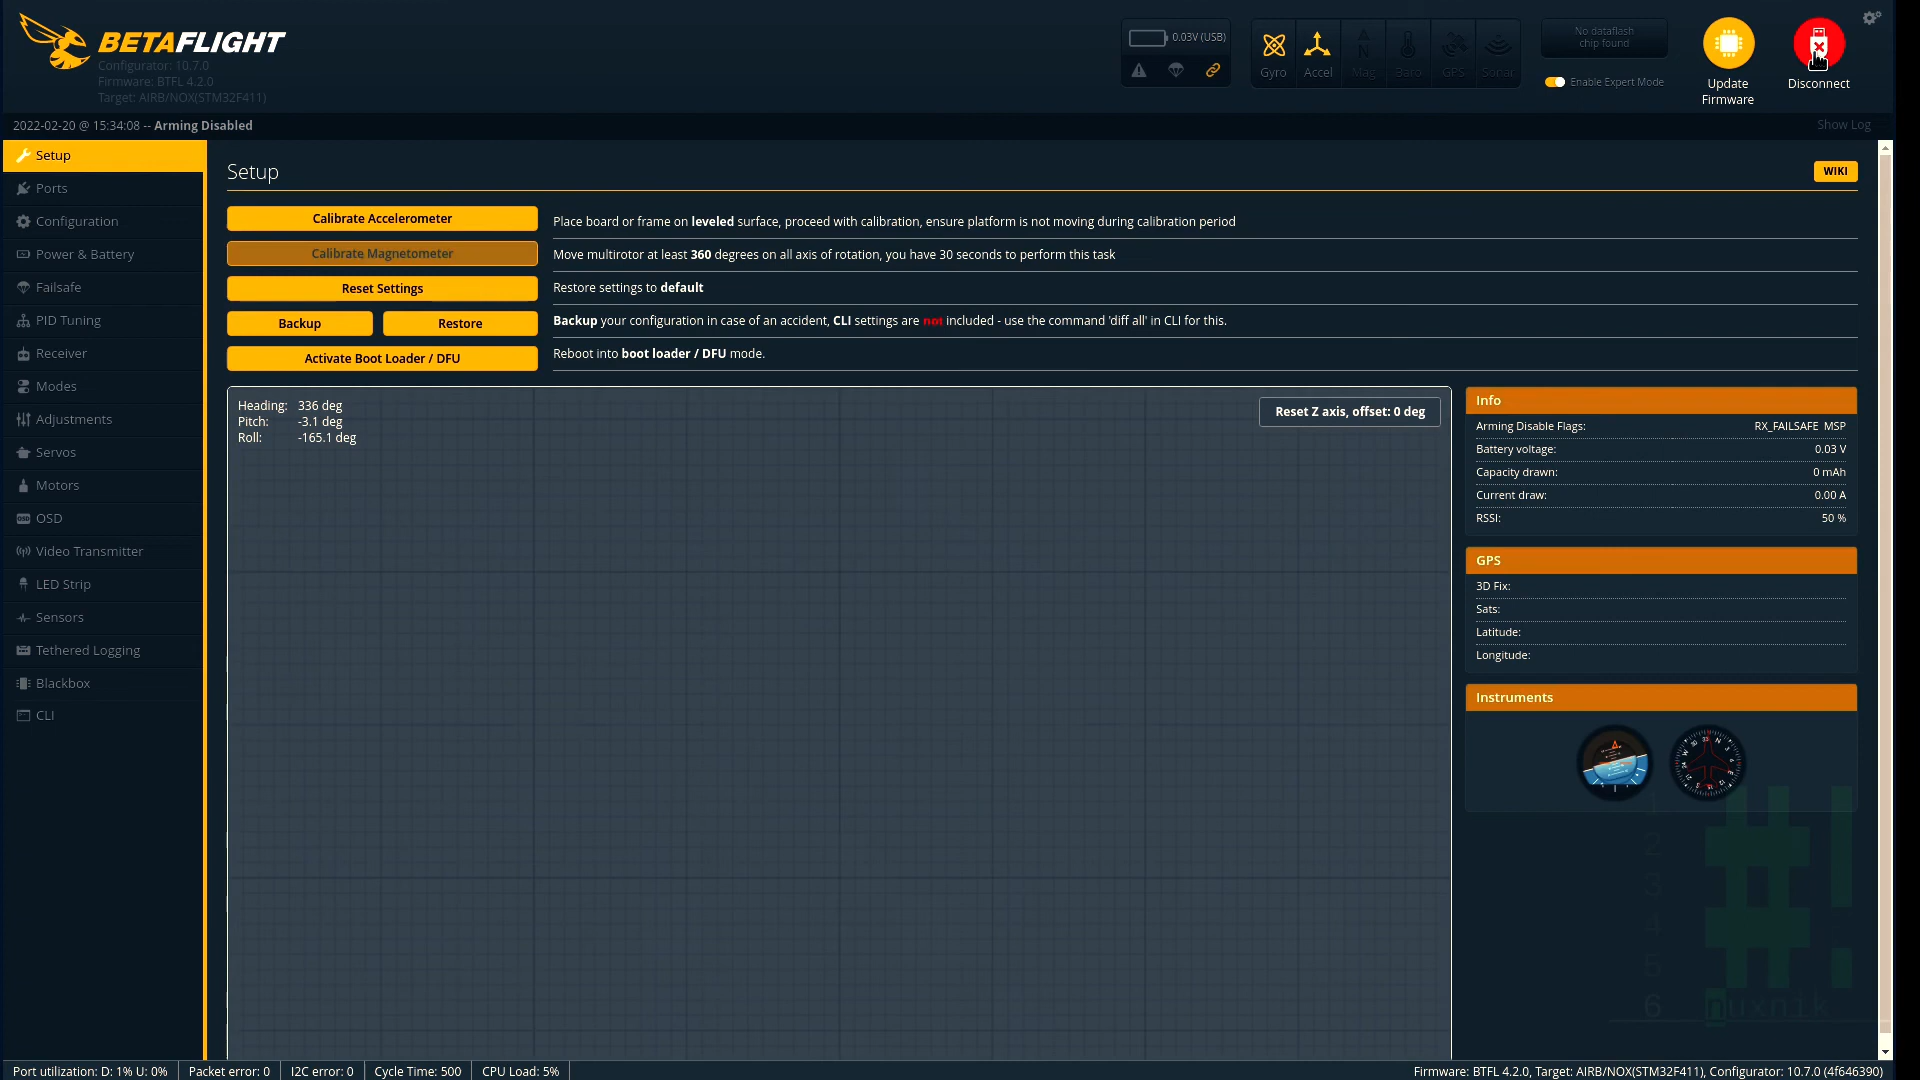 BETAFLIGHT
Configurator: 10.7.0
Firmware: BTFL 4.2.0
Target: AIRB/NOX(STM32F411)
0.03V (USB)
Gyro
Accel
Mag
Baro
GPS
Sonar
No dataflash
chip found
Enable Expert Mode
Update
Firmware
Disconnect
2022-02-20 @ 15:34:08 -- Arming Disabled
Show Log
Setup
Ports
Configuration
Power & Battery
Failsafe
PID Tuning
Receiver
Modes
Adjustments
Servos
Motors
OSD
Video Transmitter
LED Strip
Sensors
Tethered Logging
Blackbox
CLI
Setup
WIKI
Calibrate Accelerometer
Place board or frame on leveled surface, proceed with calibration, ensure platform is not moving during calibration period
Calibrate Magnetometer
Move multirotor at least 360 degrees on all axis of rotation, you have 30 seconds to perform this task
Reset Settings
Restore settings to default
Backup
Restore
Backup your configuration in case of an accident, CLI settings are not included - use the command 'diff all' in CLI for this.
Activate Boot Loader / DFU
Reboot into boot loader / DFU mode.
Heading: 336 deg
Pitch: -3.1 deg
Roll: -165.1 deg
Reset Z axis, offset: 0 deg
Info
Arming Disable Flags: RX_FAILSAFE MSP
Battery voltage: 0.03 V
Capacity drawn: 0 mAh
Current draw: 0.00 A
RSSI: 50 %
GPS
3D Fix:
Sats:
Latitude:
Longitude:
Instruments
2
3
4
5
6 nuxnik
Port utilization: D: 1% U: 0%
Packet error: 0
I2C error: 0
Cycle Time: 500
CPU Load: 5%
Firmware: BTFL 4.2.0, Target: AIRB/NOX(STM32F411), Configurator: 10.7.0 (4f646390)